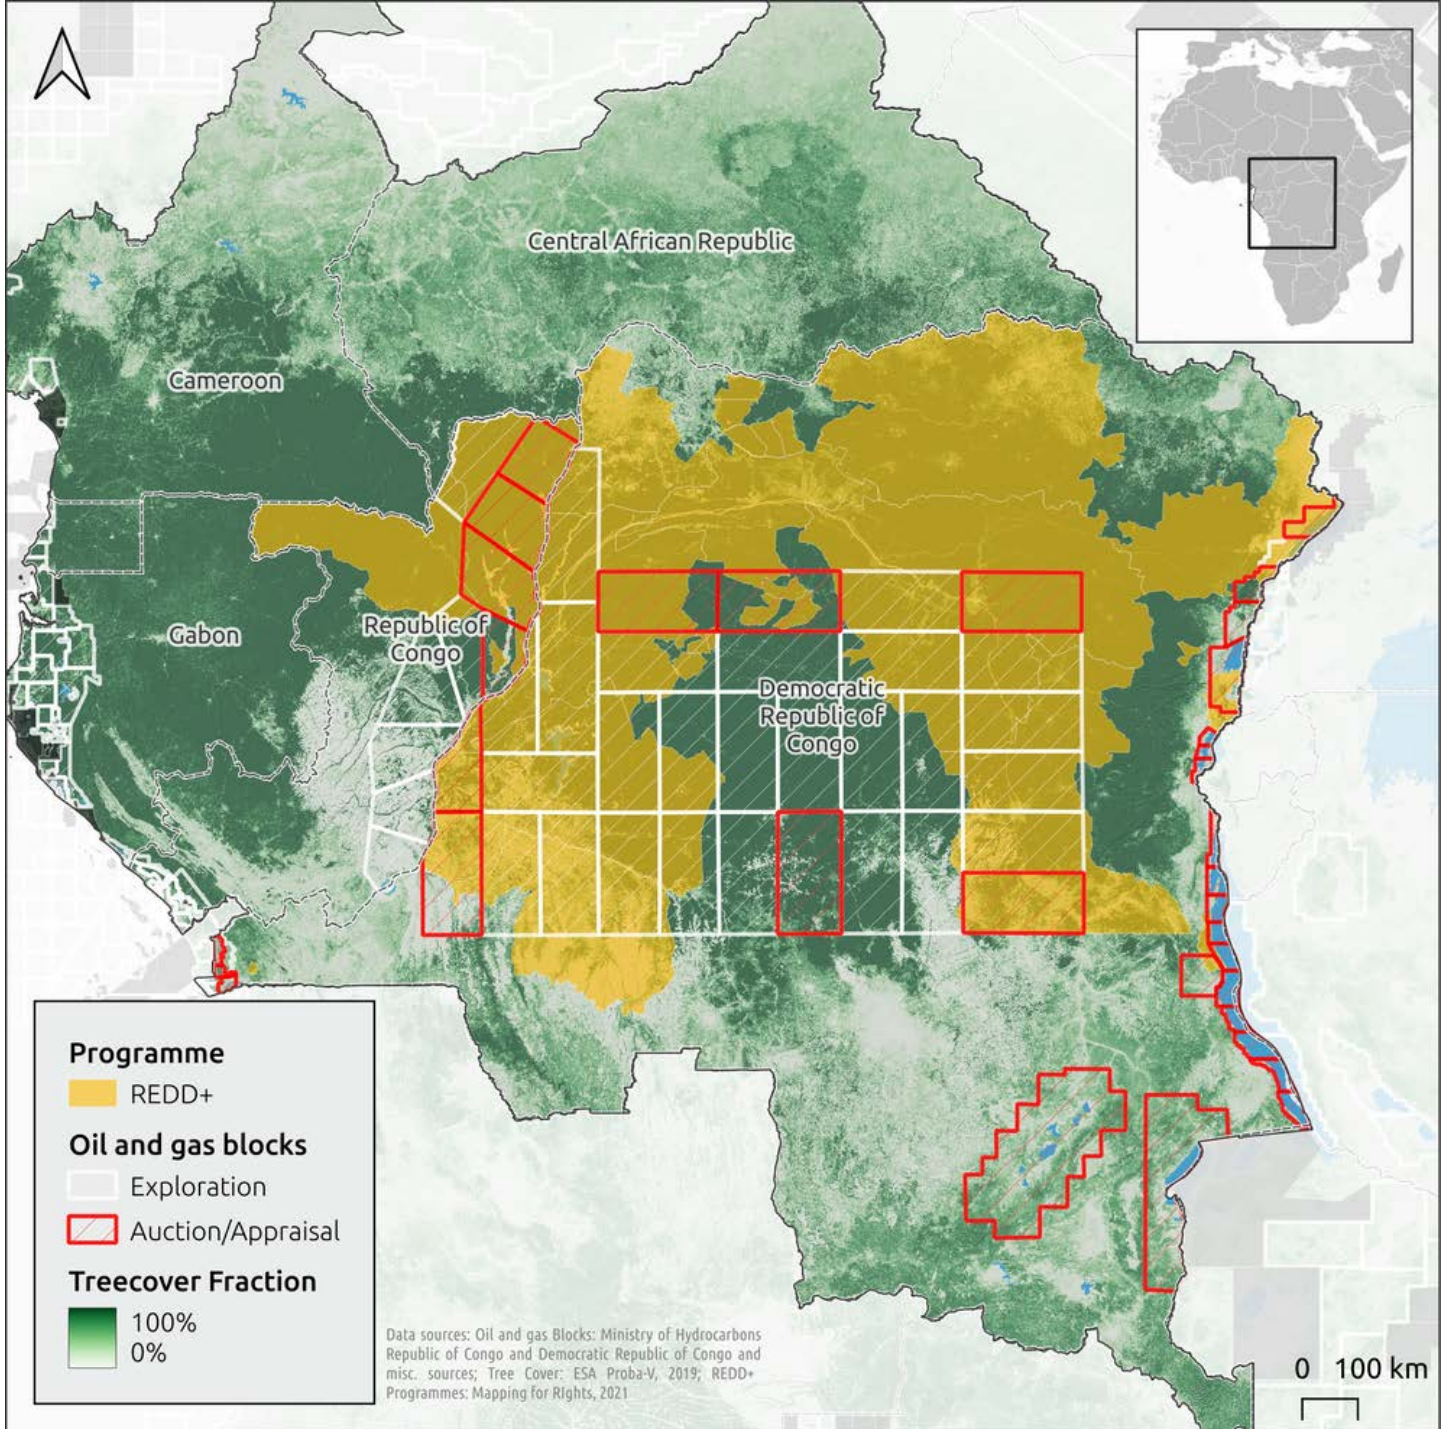 Central African Republic
Cameroon
Gabon
Republic of
Congo
Democratic
Republic of
Congo
Programme
REDD+
Oil and gas blocks
Exploration
Auction/Appraisal
Treecover Fraction
100%
0%
Data sources: Oil and gas Blocks: Ministry of Hydrocarbons
Republic of Congo and Democratic Republic of Congo and
misc. sources; Tree Cover: ESA Proba-V, 2019; REDD+
Programmes: Mapping for RIghts, 2021
0 100 km